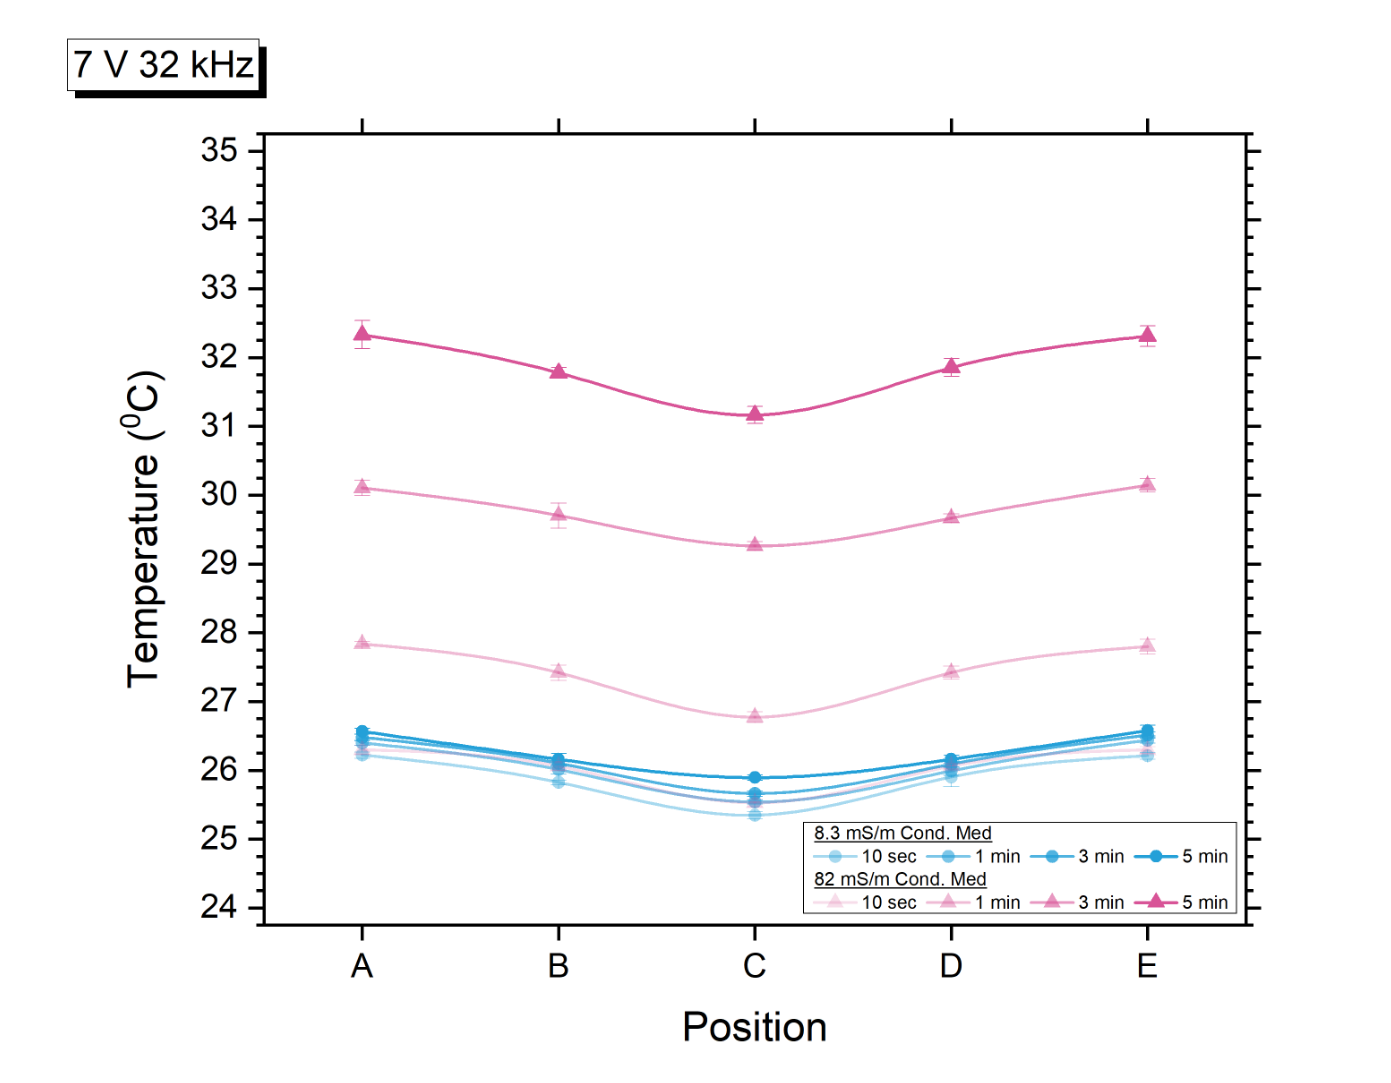 7 V 32 kHz
35
34
33
32
31
30
29
28
27
26
25
24
Temperature (⁰C)
8.3 mS/m Cond. Med
10 sec 1 min 3 min 5 min
82 mS/m Cond. Med
10 sec 1 min 3 min 5 min
A B C D E
Position